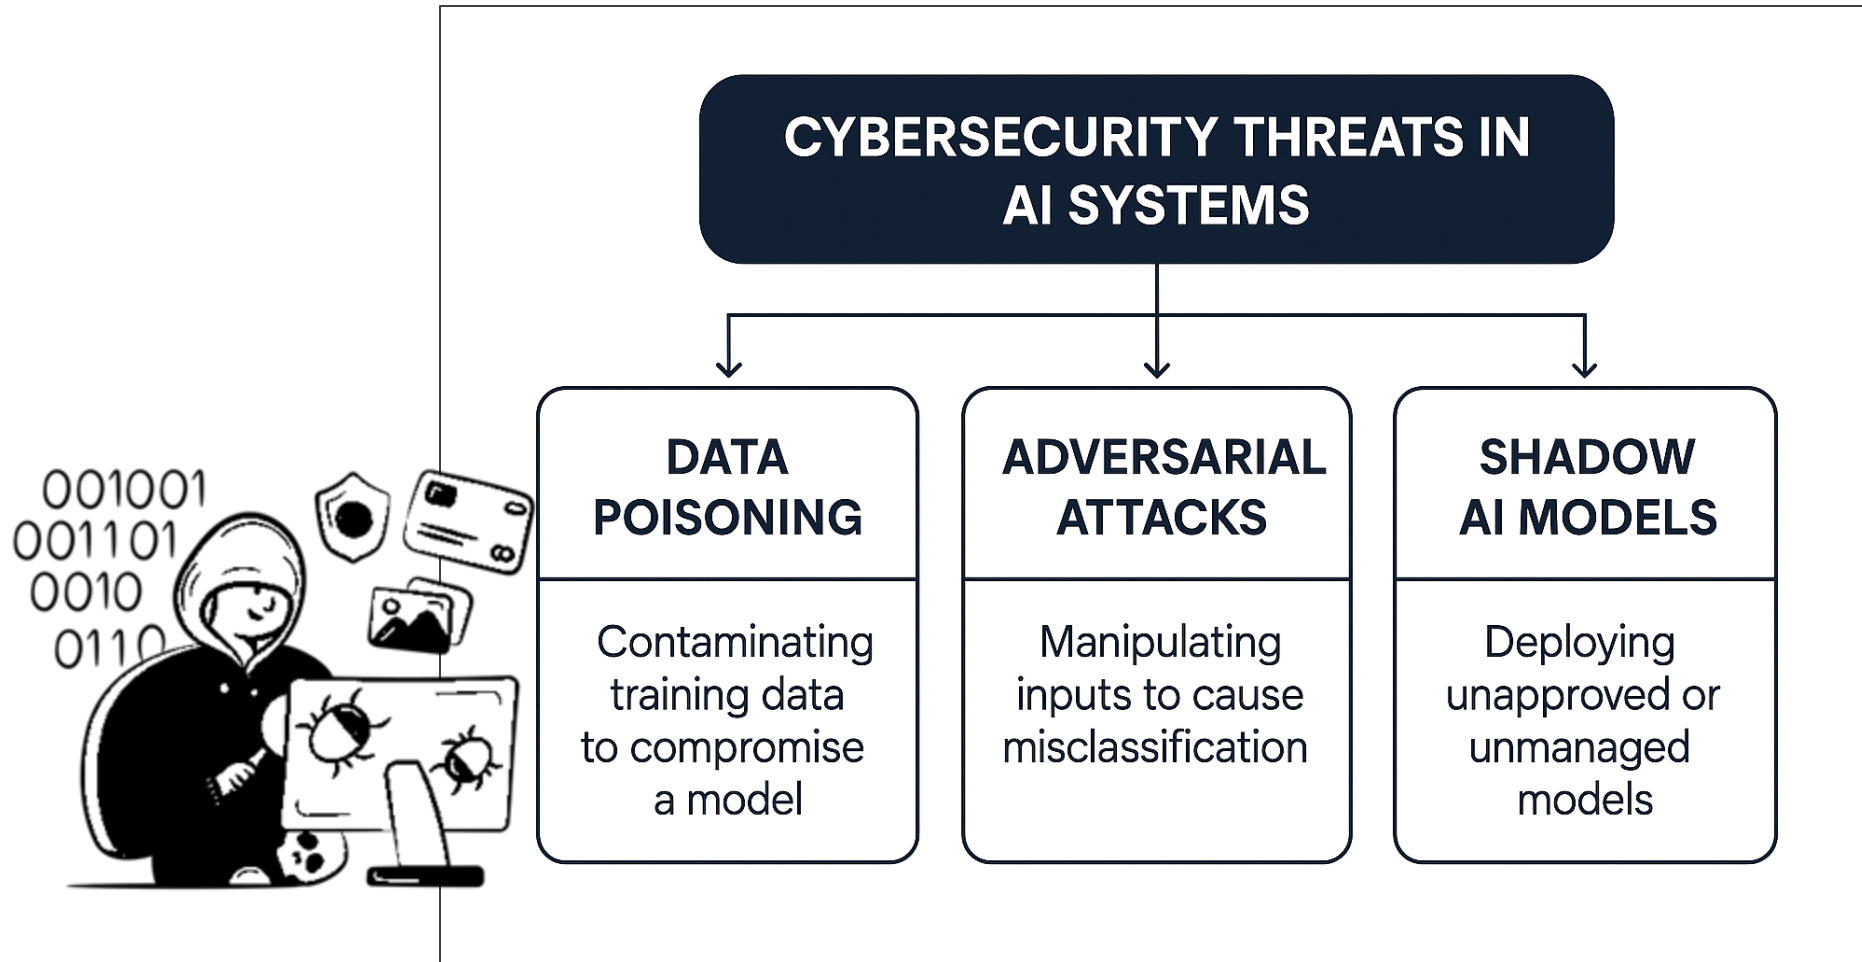 CYBERSECURITY THREATS IN
AI SYSTEMS
DATA
POISONING
Contaminating
training data
to compromise
a model
ADVERSARIAL
ATTACKS
Manipulating
inputs to cause
misclassification
SHADOW
AI MODELS
Deploying
unapproved or
unmanaged
models
001001
001101
0010
0110